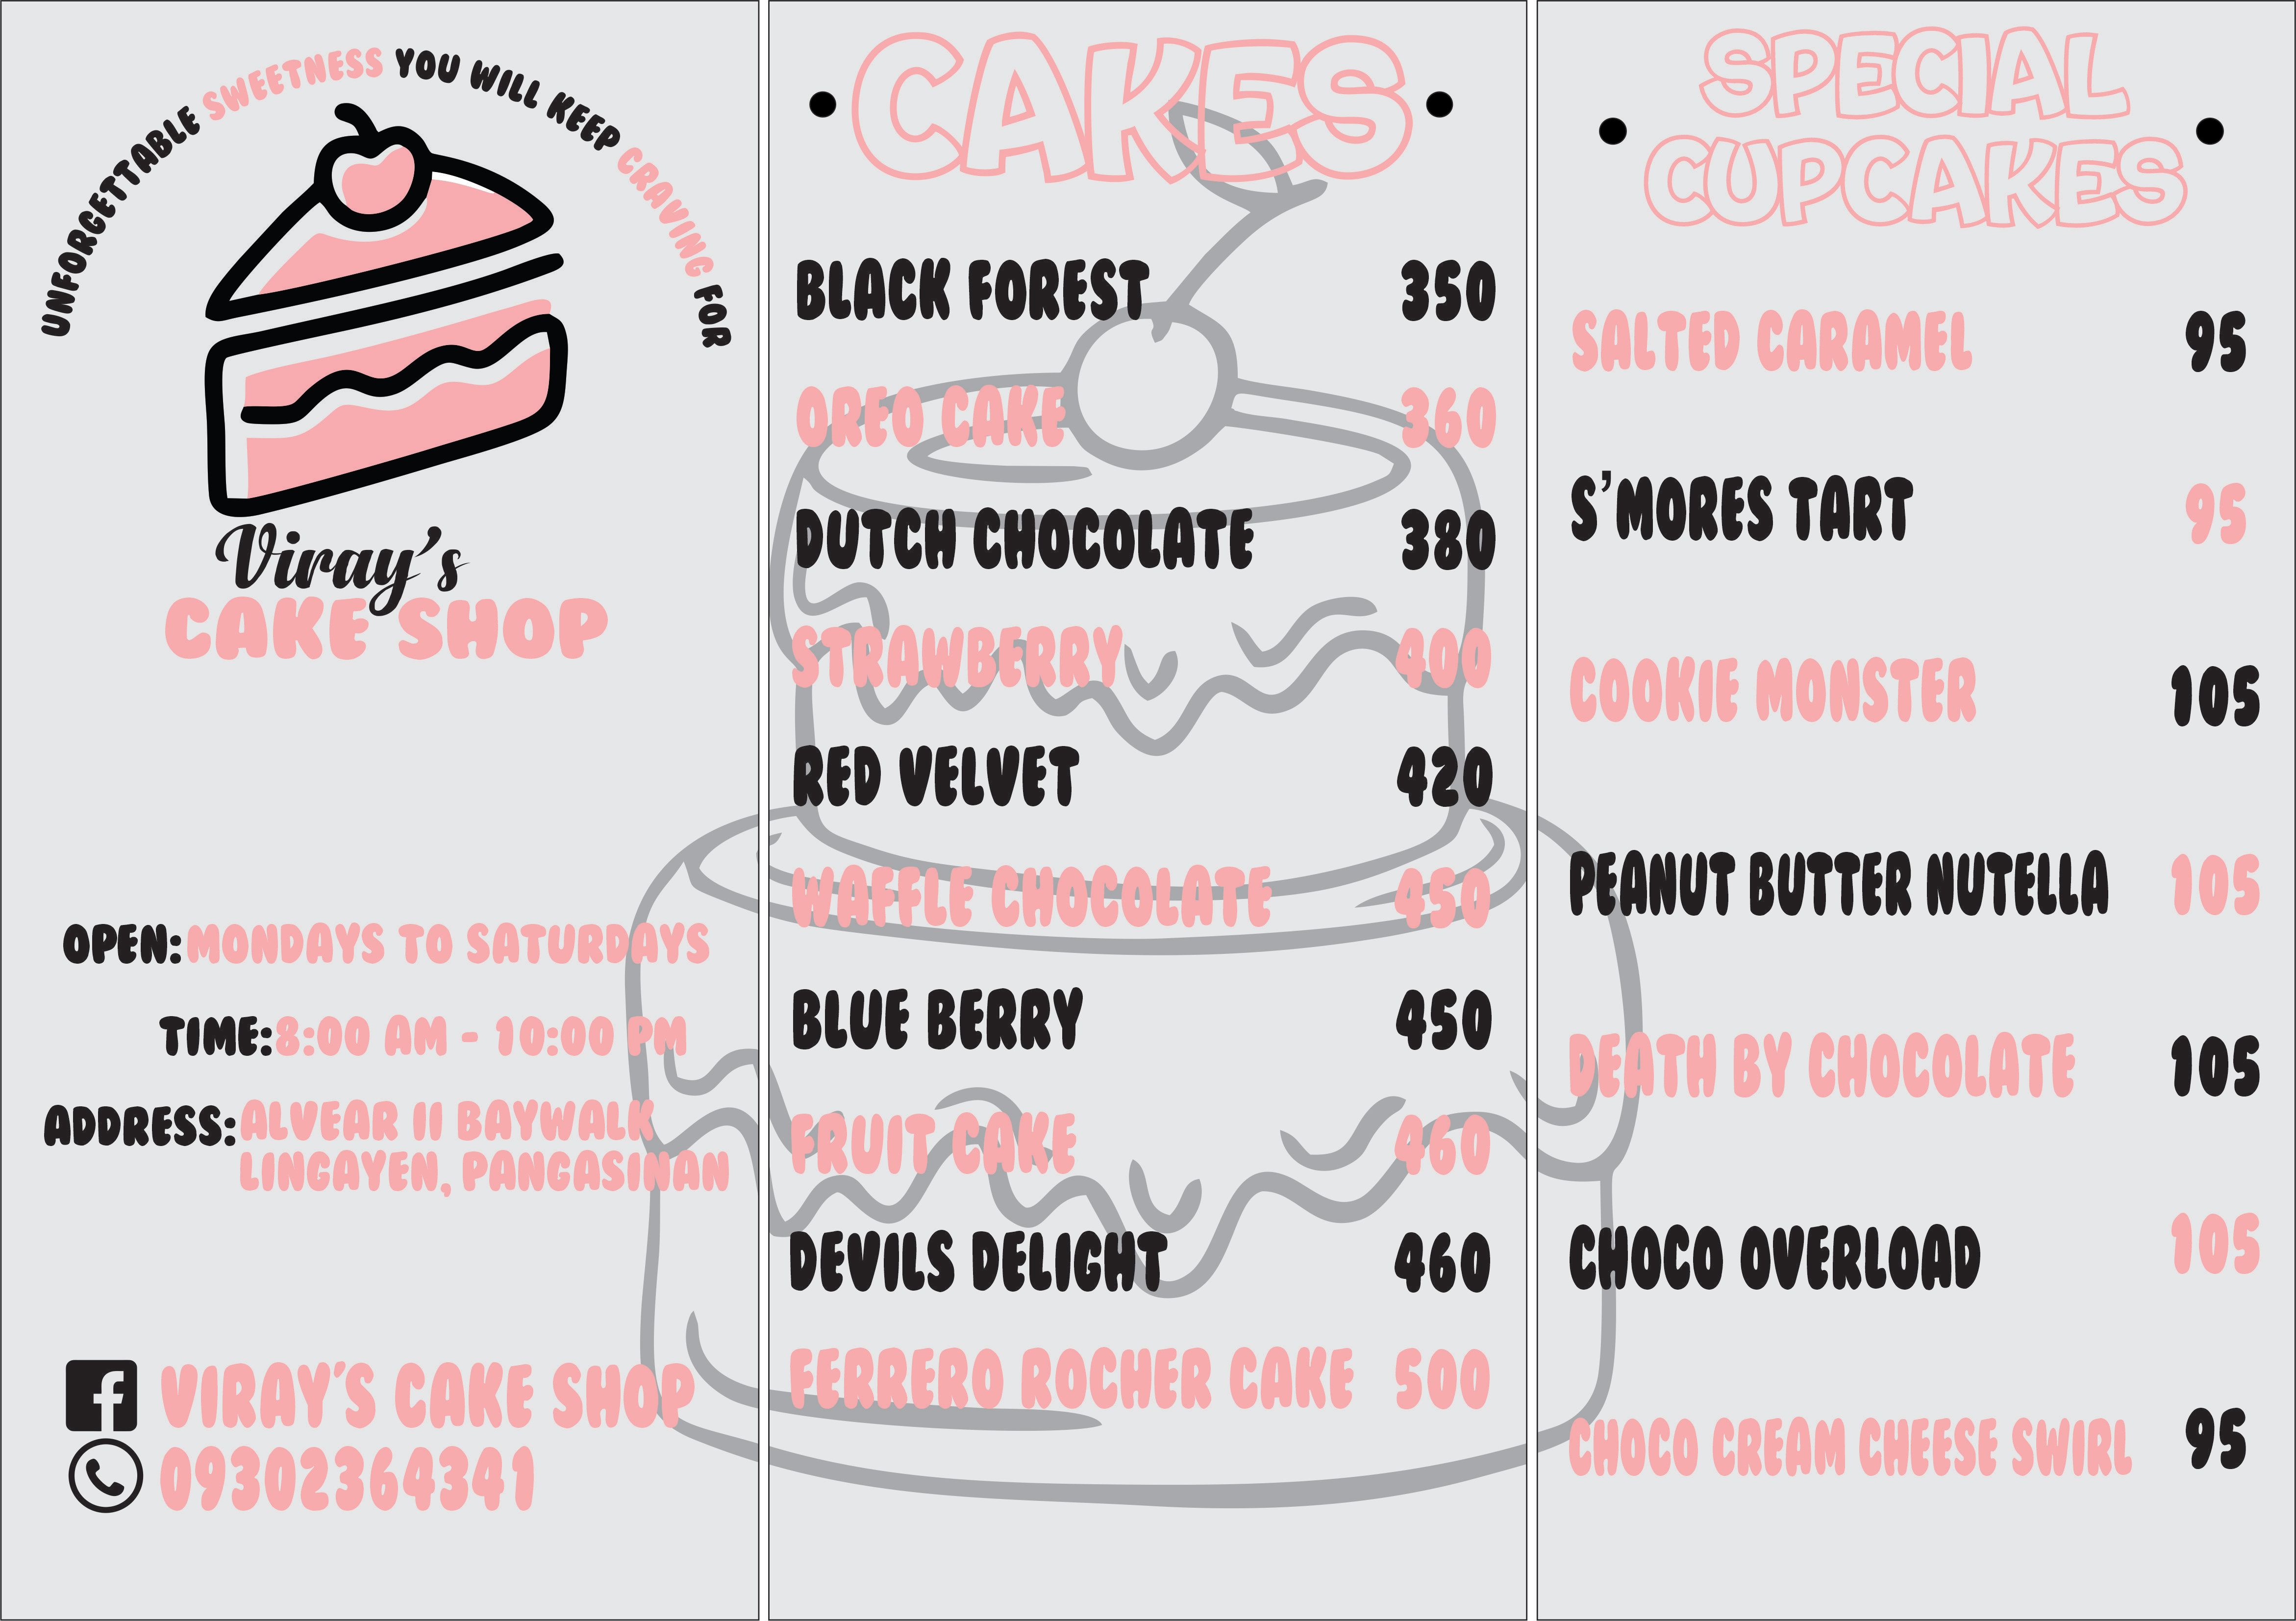 UNFORGETTABLE SWEETNESS YOU WILL KEEP CRAVING FOR
Viray's
CAKE SHOP
OPEN: MONDAYS TO SATURDAYS
TIME: 8:00 AM - 10:00 PM
ADDRESS: ALVEAR II BAYWALK
LINGAYEN, PANGASINAN
VIRAY'S CAKE SHOP
09302364341
• CAKES •
BLACK FOREST 350
OREO CAKE 360
DUTCH CHOCOLATE 380
STRAWBERRY 400
RED VELVET 420
WAFFLE CHOCOLATE 450
BLUE BERRY 450
FRUIT CAKE 460
DEVILS DELIGHT 460
FERRERO ROCHER CAKE 500
SPECIAL
• CUPCAKES •
SALTED CARAMEL 95
S'MORES TART 95
COOKIE MONSTER 105
PEANUT BUTTER NUTELLA 105
DEATH BY CHOCOLATE 105
CHOCO OVERLOAD 105
CHOCO CREAM CHEESE SWIRL 95